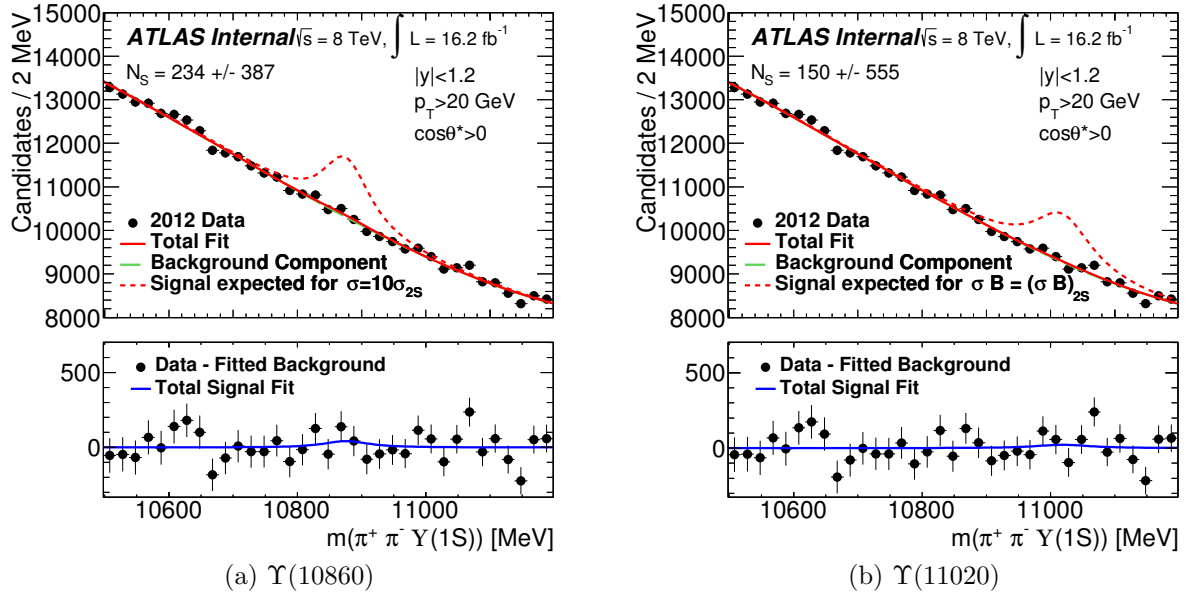 15000
14000
13000
12000
11000
10000
9000
8000
Candidates / 2 MeV
ATLAS Internal √s = 8 TeV, ∫ L = 16.2 fb⁻¹
N_S = 234 +/- 387
|y|<1.2
p_T>20 GeV
cosθ*>0
2012 Data
Total Fit
Background Component
Signal expected for σ=10σ_2S
500
0
Data - Fitted Background
Total Signal Fit
10600 10800 11000
m(π⁺ π⁻ Υ(1S)) [MeV]
(a) Υ(10860)
15000
14000
13000
12000
11000
10000
9000
8000
Candidates / 2 MeV
ATLAS Internal √s = 8 TeV, ∫ L = 16.2 fb⁻¹
N_S = 150 +/- 555
|y|<1.2
p_T>20 GeV
cosθ*>0
2012 Data
Total Fit
Background Component
Signal expected for σ B = (σ B)_2S
500
0
Data - Fitted Background
Total Signal Fit
10600 10800 11000
m(π⁺ π⁻ Υ(1S)) [MeV]
(b) Υ(11020)